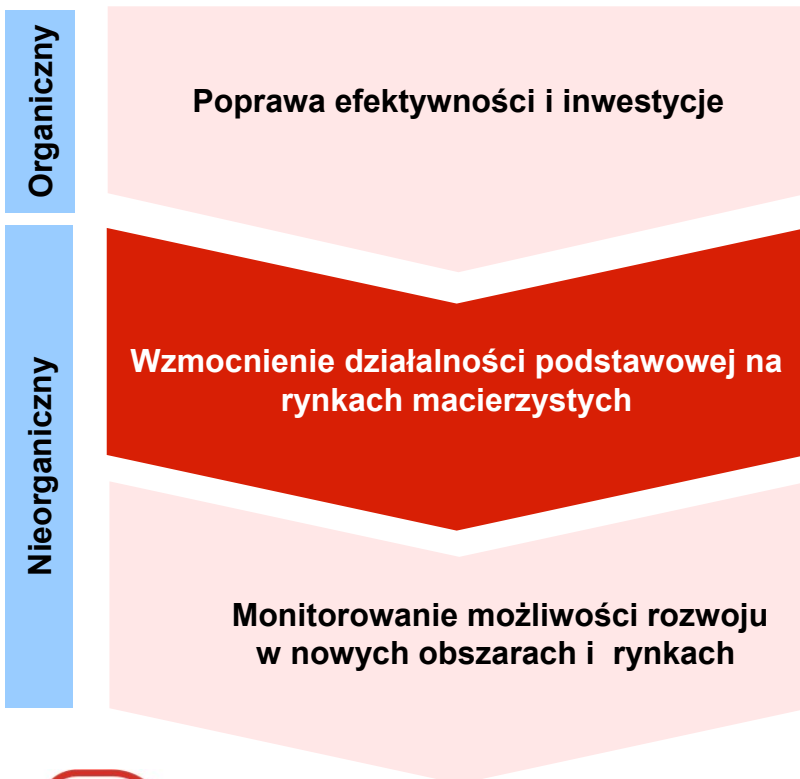 Organiczny
Poprawa efektywności i inwestycje
Nieorganiczny
Wzmocnienie działalności podstawowej na
rynkach macierzystych
Monitorowanie możliwości rozwoju
w nowych obszarach i rynkach